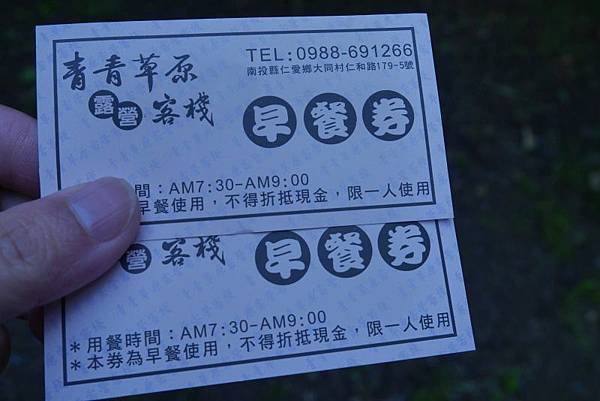 青青草原
露營 客棧
TEL:0988-691266
南投縣仁愛鄉大同村仁和路179-5號
早餐券
間：AM7:30-AM9:00
早餐使用，不得折抵現金，限一人使用
營 客棧
早餐券
＊用餐時間：AM7:30-AM9:00
＊本券為早餐使用，不得折抵現金，限一人使用